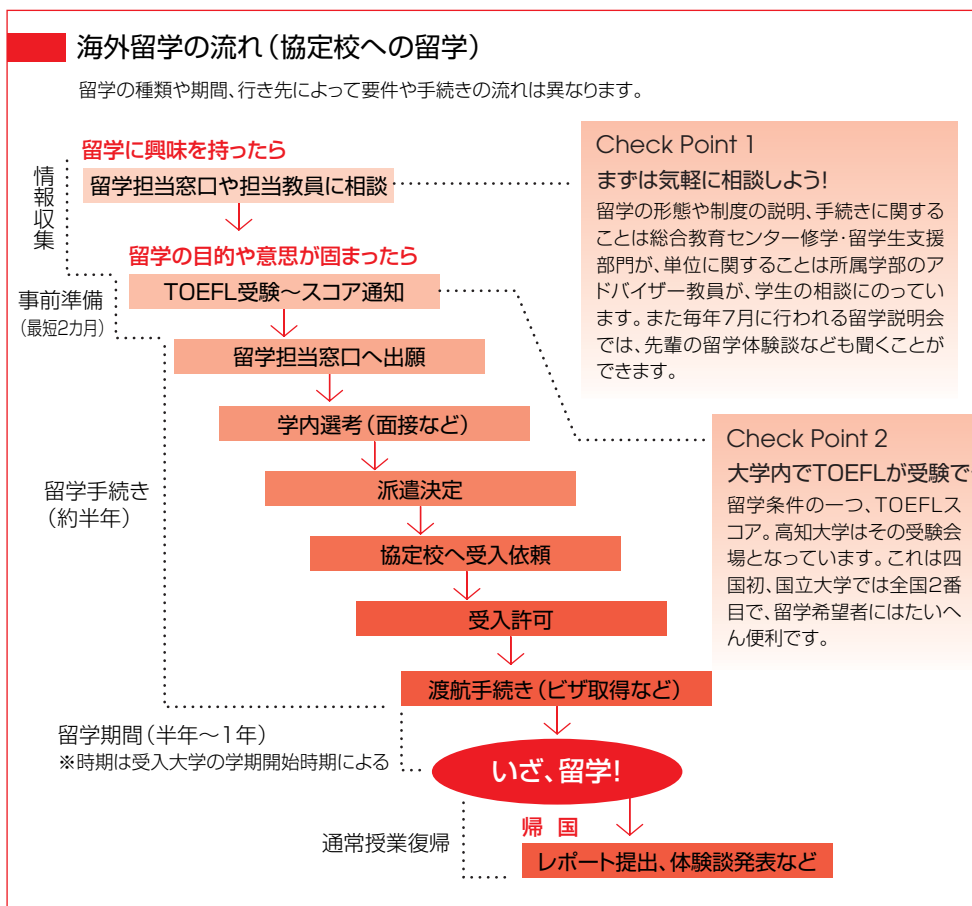 海外留学の流れ(協定校への留学)
留学の種類や期間、行き先によって要件や手続きの流れは異なります。
留学に興味を持ったら
留学担当窓口や担当教員に相談
情報収集
留学の目的や意思が固まったら
TOEFL受験〜スコア通知
事前準備
(最短2カ月)
留学担当窓口へ出願
学内選考(面接など)
派遣決定
留学手続き
(約半年)
協定校へ受入依頼
受入許可
渡航手続き(ビザ取得など)
留学期間(半年〜1年)
※時期は受入大学の学期開始時期による
いざ、留学!
帰 国
通常授業復帰
レポート提出、体験談発表など
Check Point 1
まずは気軽に相談しよう!
留学の形態や制度の説明、手続きに関する
ことは総合教育センター修学・留学生支援
部門が、単位に関することは所属学部のア
ドバイザー教員が、学生の相談にのってい
ます。また毎年7月に行われる留学説明会
では、先輩の留学体験談なども聞くことが
できます。
Check Point 2
大学内でTOEFLが受験で
留学条件の一つ、TOEFLス
コア。高知大学はその受験会
場となっています。これは四
国初、国立大学では全国2番
目で、留学希望者にはたいへ
ん便利です。